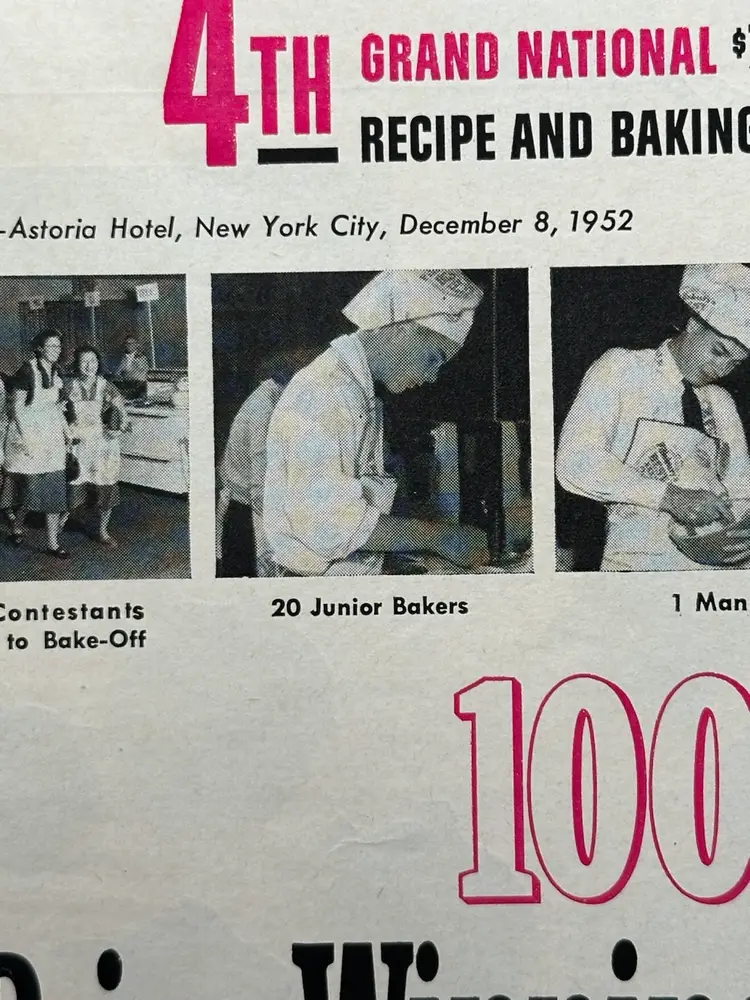 4TH GRAND NATIONAL $
RECIPE AND BAKING
-Astoria Hotel, New York City, December 8, 1952
Contestants
to Bake-Off
20 Junior Bakers
1 Man
100